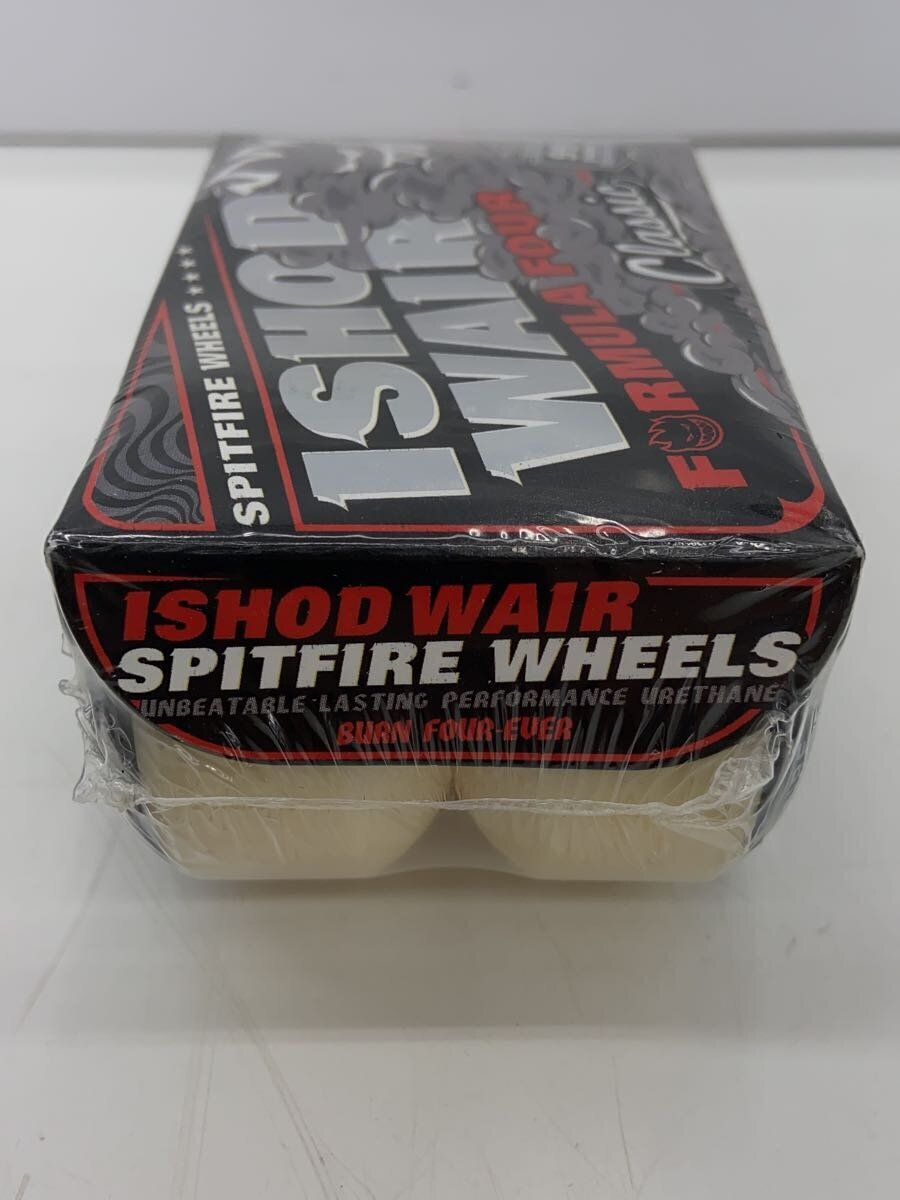 SPITFIRE WHEELS ★★★★
ISHOD
WAIR
FORMULA FOUR
Classic
ISHOD WAIR
SPITFIRE WHEELS
UNBEATABLE-LASTING PERFORMANCE URETHANE
BURN FOUR-EVER